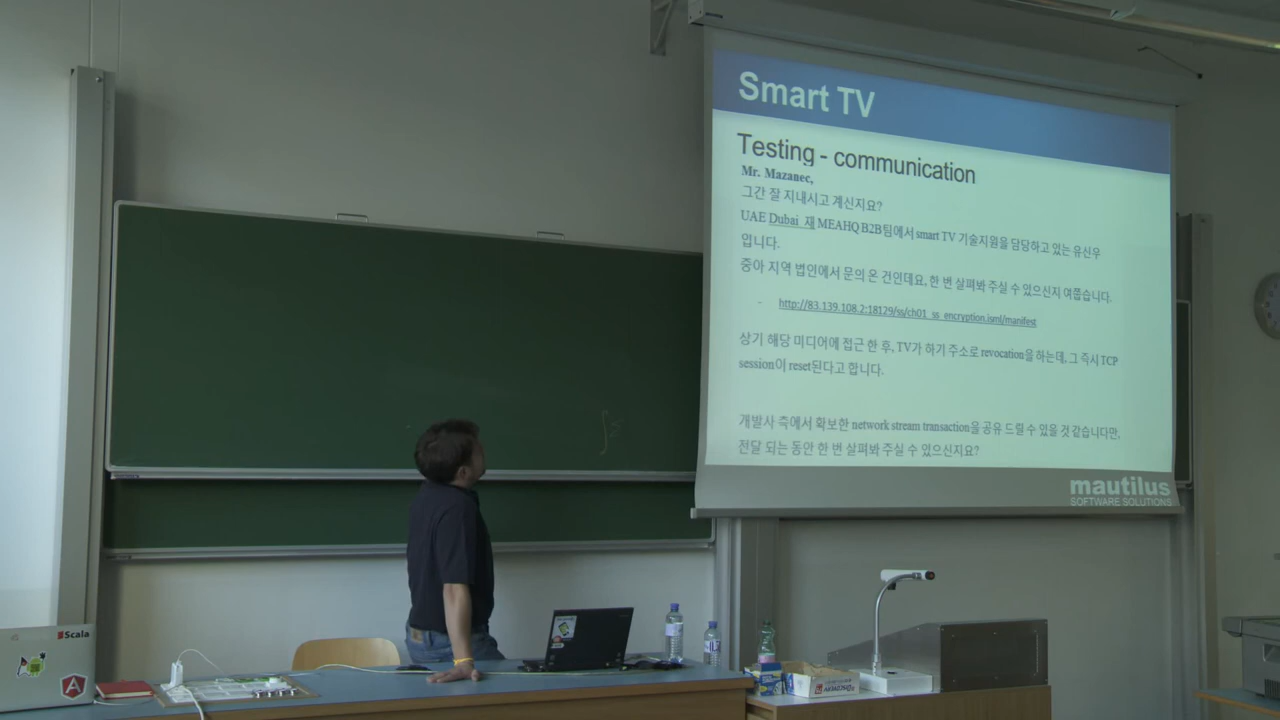 Smart TV
Testing - communication
Mr. Mazanec,
그간 잘 지내시고 계신지요?
UAE Dubai 재 MEAHQ B2B팀에서 smart TV 기술지원을 담당하고 있는 유신우
입니다.
중아 지역 법인에서 문의 온 건인데요, 한 번 살펴봐 주실 수 있으신지 여쭙습니다.
- http://83.139.108.2:18129/ss/ch01_ss_encryption.isml/manifest
상기 해당 미디어에 접근 한 후, TV가 하기 주소로 revocation을 하는데, 그 즉시 TCP
session이 reset된다고 합니다.
개발사 측에서 확보한 network stream transaction을 공유 드릴 수 있을 것 같습니다만,
전달 되는 동안 한 번 살펴봐 주실 수 있으신지요?
mautilus
SOFTWARE SOLUTIONS
Scala